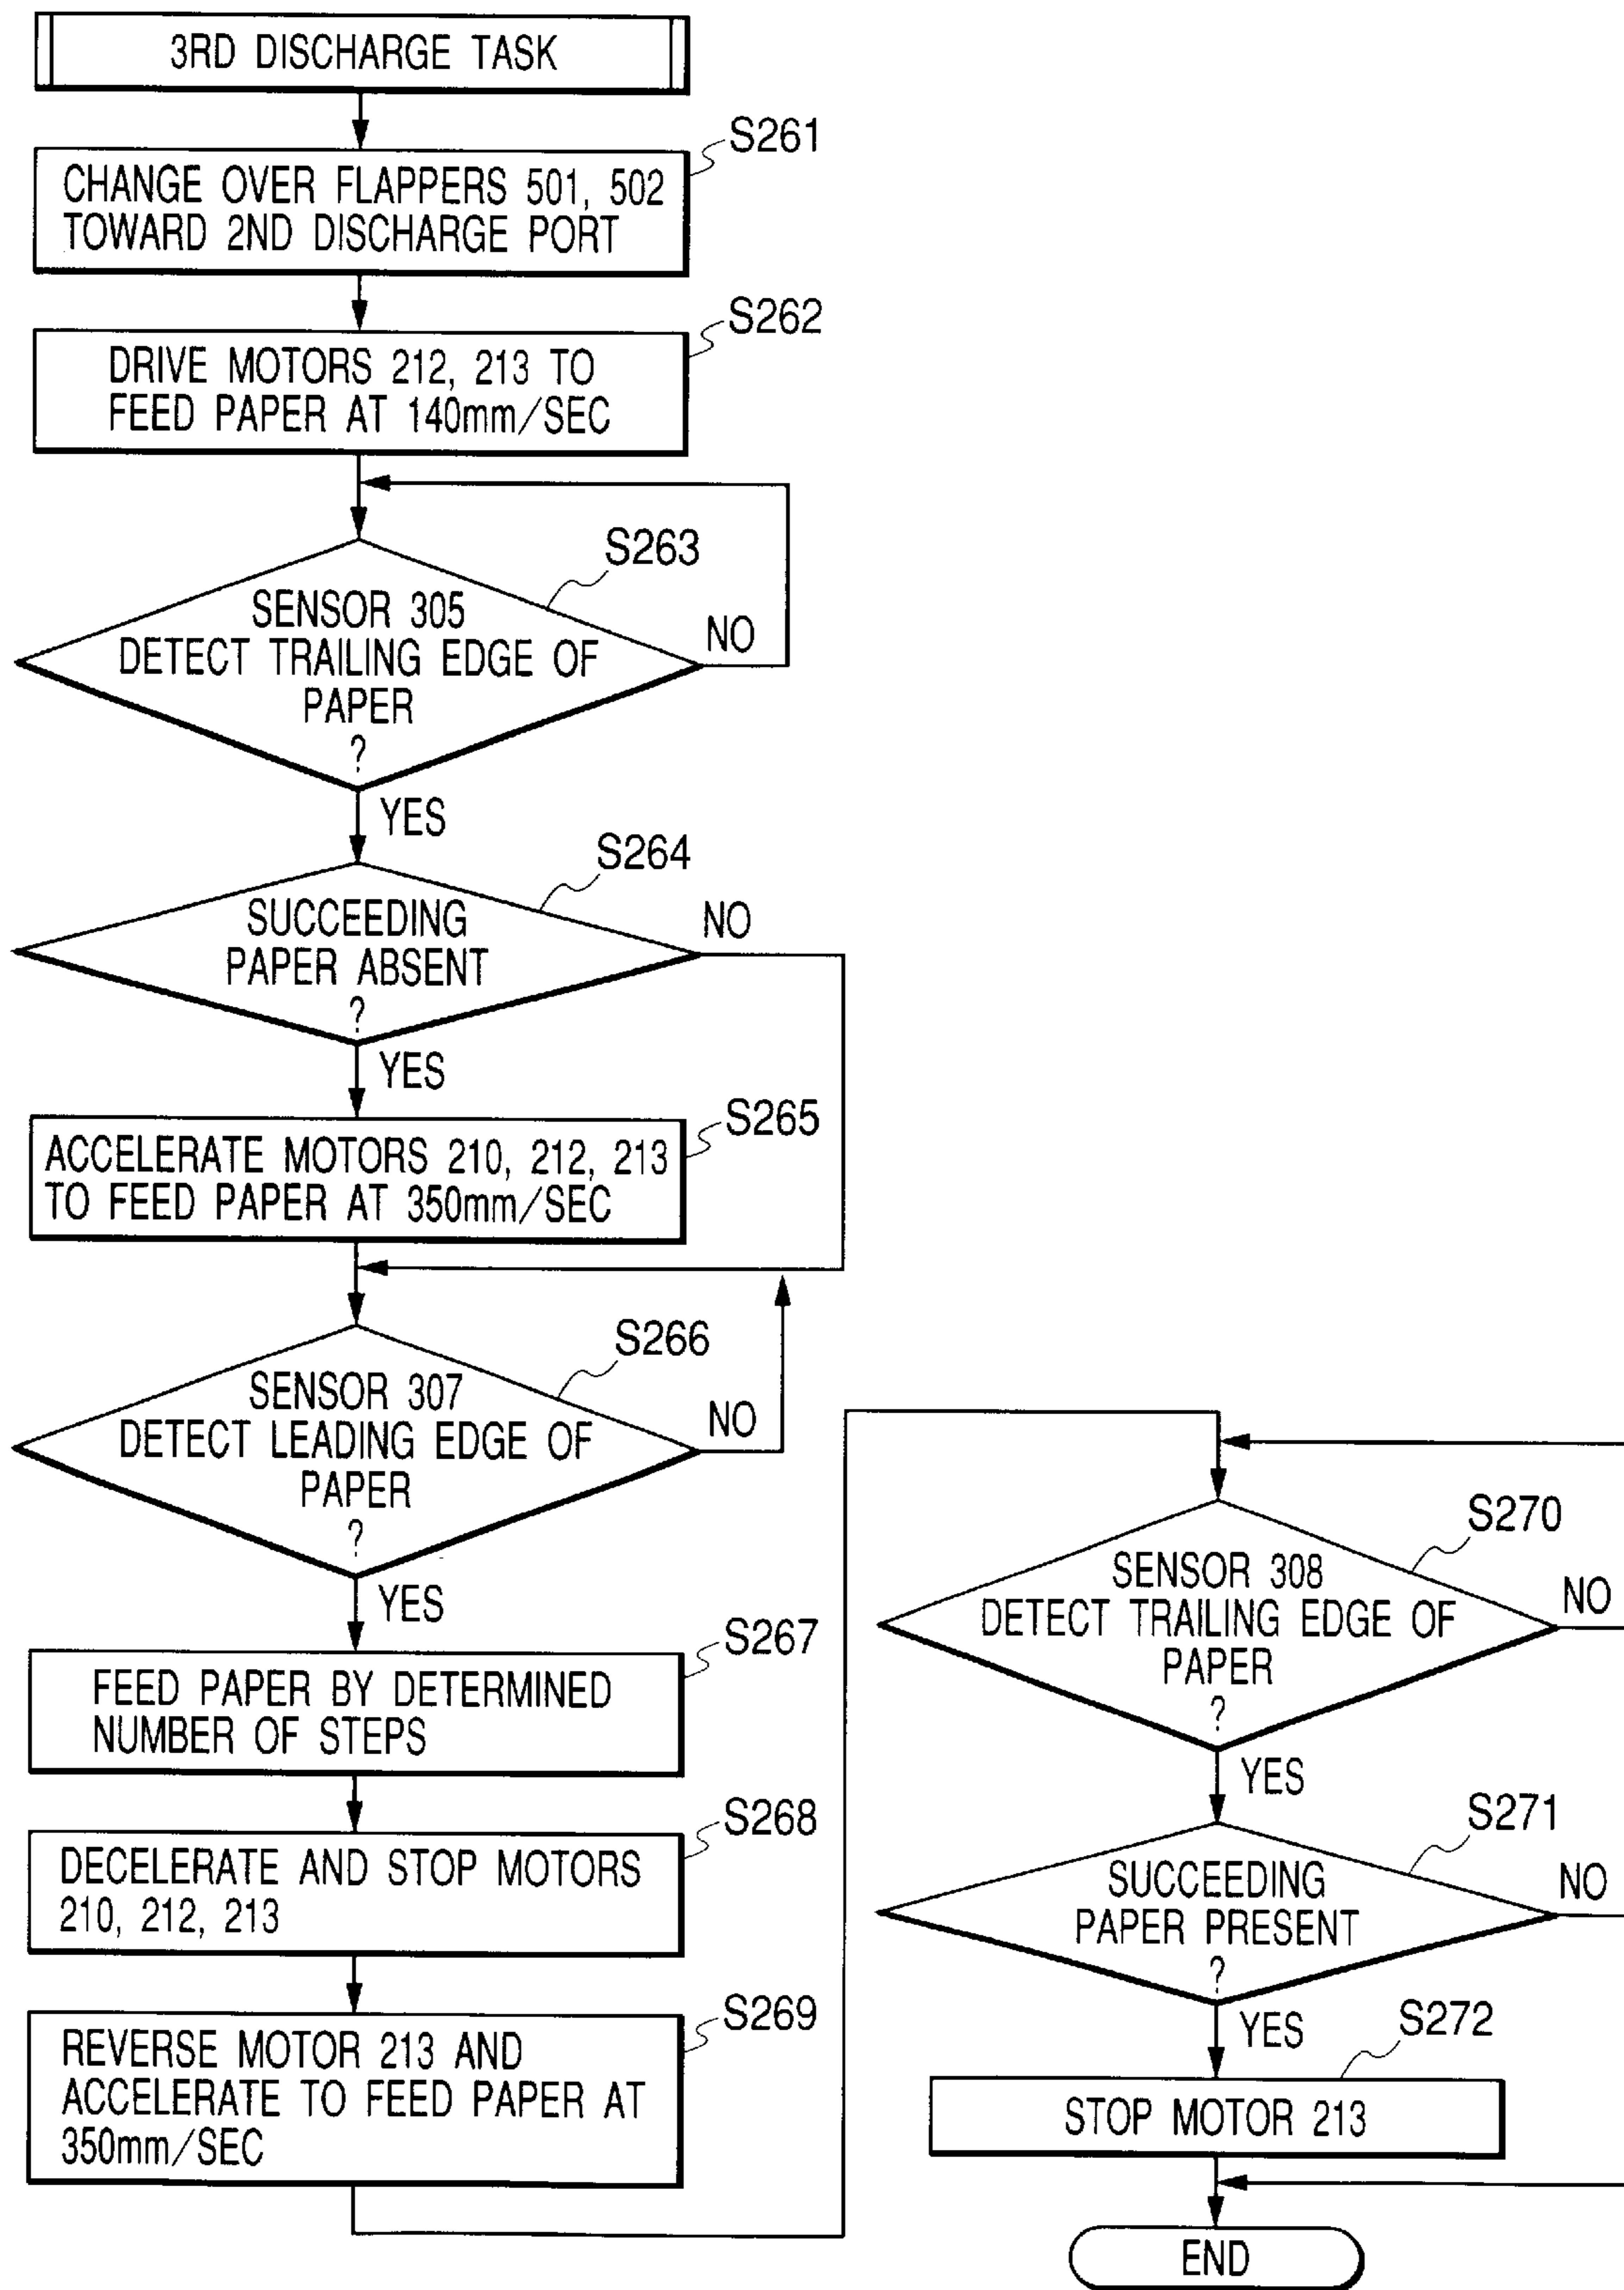 3RD DISCHARGE TASK
S261
CHANGE OVER FLAPPERS 501, 502
TOWARD 2ND DISCHARGE PORT
S262
DRIVE MOTORS 212, 213 TO
FEED PAPER AT 140mm/SEC
S263
SENSOR 305
DETECT TRAILING EDGE OF
PAPER
?
NO
YES
S264
SUCCEEDING
PAPER ABSENT
?
NO
YES
S265
ACCELERATE MOTORS 210, 212, 213
TO FEED PAPER AT 350mm/SEC
S266
SENSOR 307
DETECT LEADING EDGE OF
PAPER
?
NO
YES
S267
FEED PAPER BY DETERMINED
NUMBER OF STEPS
S268
DECELERATE AND STOP MOTORS
210, 212, 213
S269
REVERSE MOTOR 213 AND
ACCELERATE TO FEED PAPER AT
350mm/SEC
S270
SENSOR 308
DETECT TRAILING EDGE OF
PAPER
?
NO
YES
S271
SUCCEEDING
PAPER PRESENT
?
NO
YES
S272
STOP MOTOR 213
END